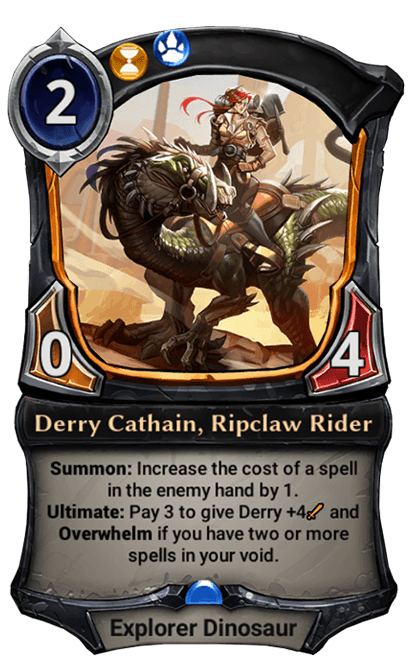 2
0
4
Derry Cathain, Ripclaw Rider
Summon: Increase the cost of a spell
in the enemy hand by 1.
Ultimate: Pay 3 to give Derry +4 and
Overwhelm if you have two or more
spells in your void.
Explorer Dinosaur